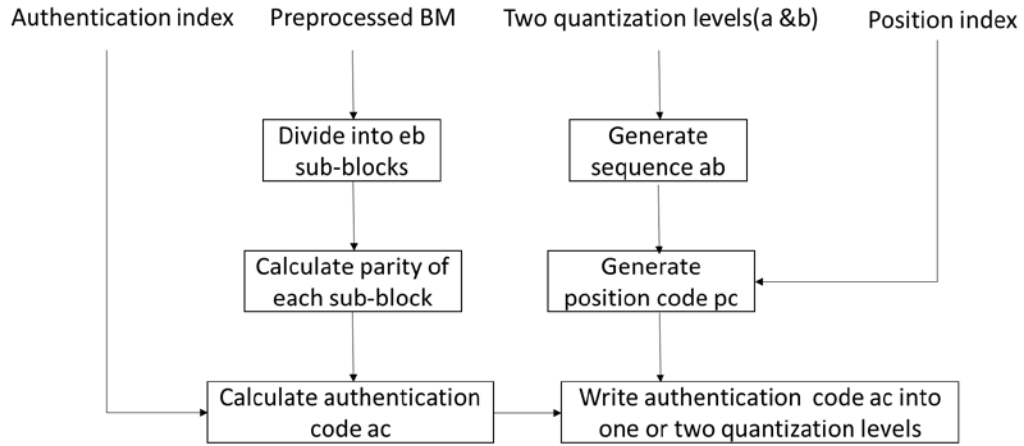 Authentication index
Preprocessed BM
Two quantization levels(a &b)
Position index
Divide into eb
sub-blocks
Generate
sequence ab
Calculate parity of
each sub-block
Generate
position code pc
Calculate authentication
code ac
Write authentication code ac into
one or two quantization levels